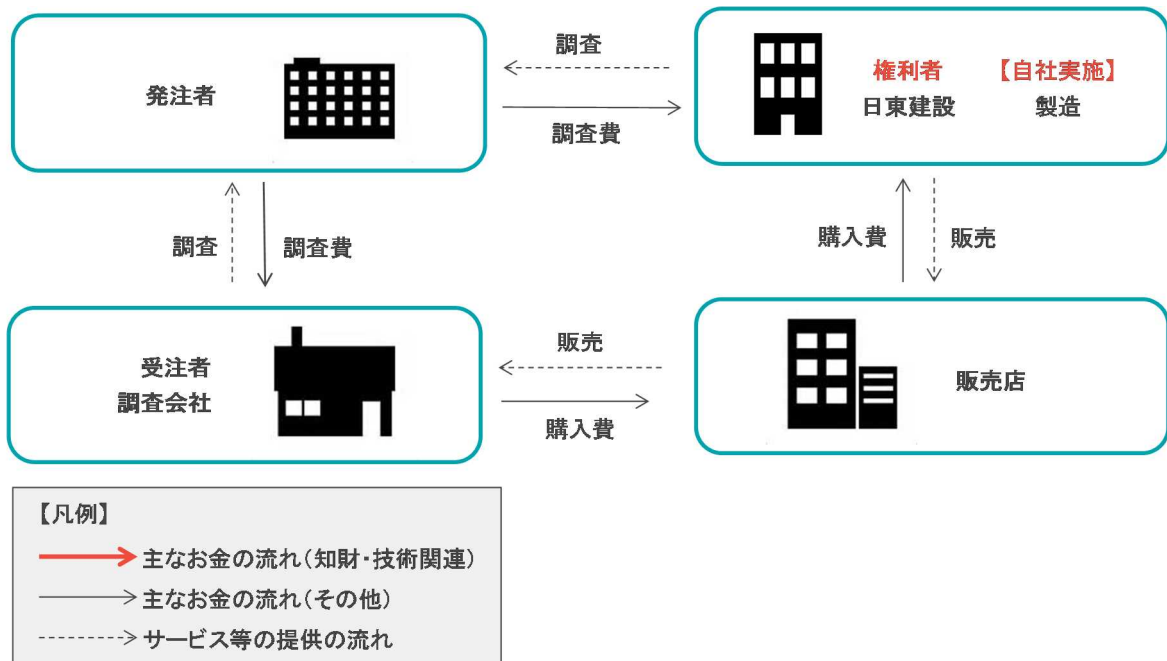 発注者
調査
調査費
権利者 【自社実施】
日東建設 製造
調査
調査費
購入費
販売
受注者
調査会社
販売
購入費
販売店
【凡例】
主なお金の流れ(知財・技術関連)
主なお金の流れ(その他)
サービス等の提供の流れ